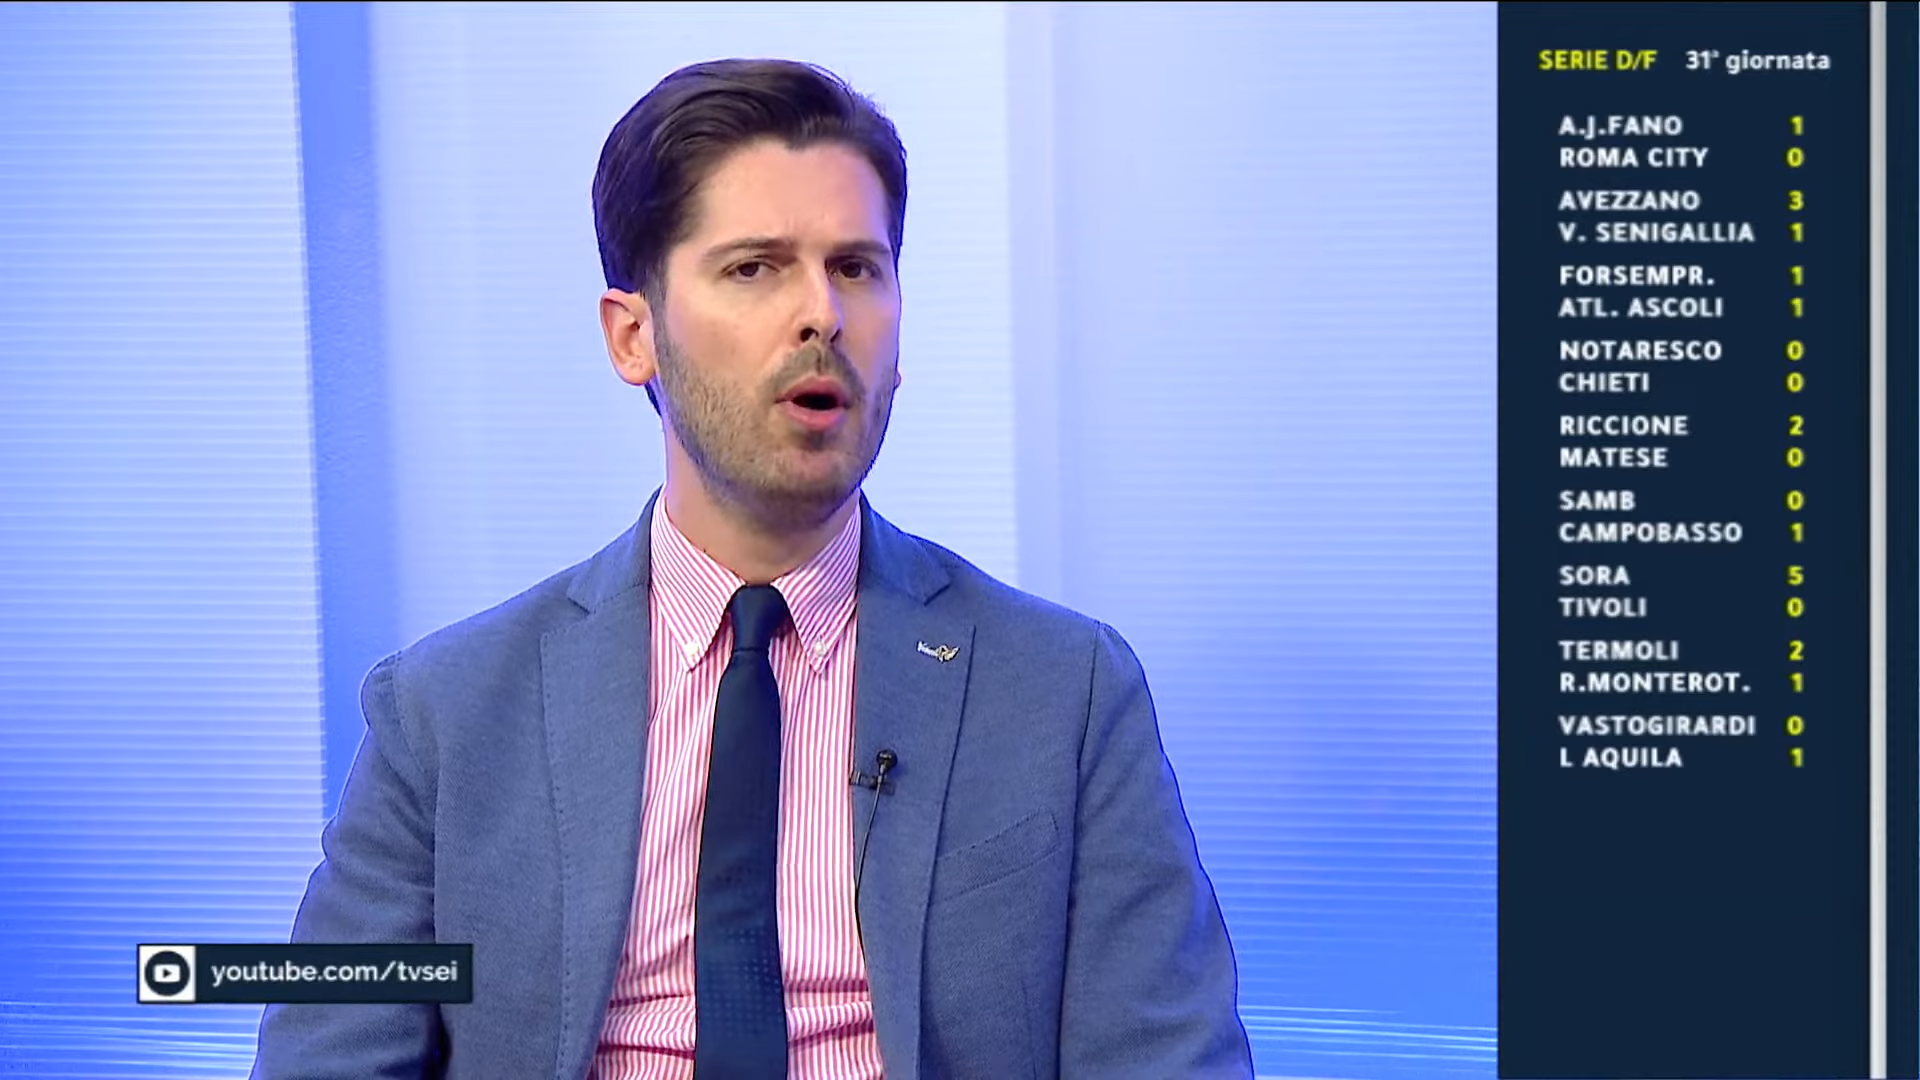 SERIE D/F 31ª giornata
A.J.FANO 1
ROMA CITY 0
AVEZZANO 3
V. SENIGALLIA 1
FORSEMPR. 1
ATL. ASCOLI 1
NOTARESCO 0
CHIETI 0
RICCIONE 2
MATESE 0
SAMB 0
CAMPOBASSO 1
SORA 5
TIVOLI 0
TERMOLI 2
R.MONTEROT. 1
VASTOGIRARDI 0
L AQUILA 1
youtube.com/tvsei